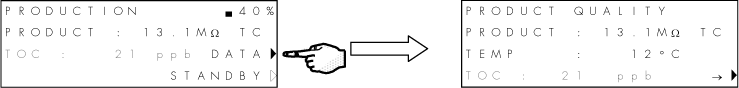 PRODUCTION 40%
PRODUCT : 13.1MΩ TC
TOC : 21 ppb DATA
STANDBY
PRODUCT QUALITY
PRODUCT : 13.1MΩ TC
TEMP : 12°C
TOC : 21 ppb →